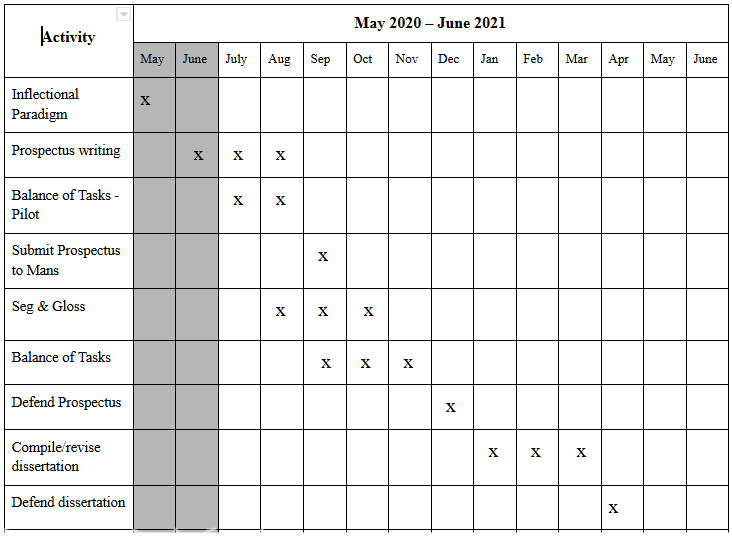 Activity
May 2020 – June 2021
May June July Aug Sep Oct Nov Dec Jan Feb Mar Apr May June
Inflectional
Paradigm
x
Prospectus writing x x x
Balance of Tasks -
Pilot
x x
Submit Prospectus
to Mans
x
Seg & Gloss x x x
Balance of Tasks x x x
Defend Prospectus x
Compile/revise
dissertation
x x x
Defend dissertation x